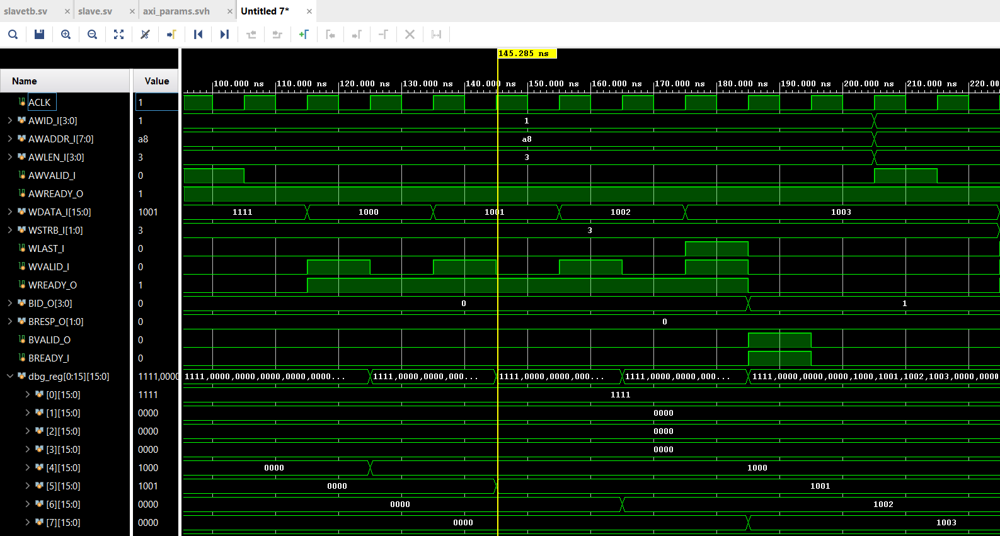 slavetb.sv × slave.sv × axi_params.svh × Untitled 7* ×
145.285 ns
Name Value
100.000 ns 110.000 ns 120.000 ns 130.000 ns 140.000 ns 150.000 ns 160.000 ns 170.000 ns 180.000 ns 190.000 ns 200.000 ns 210.000 ns 220.00
ACLK 1
AWID_I[3:0] 1 1
AWADDR_I[7:0] a8 a8
AWLEN_I[3:0] 3 3
AWVALID_I 0
AWREADY_O 1
WDATA_I[15:0] 1001 1111 1000 1001 1002 1003
WSTRB_I[1:0] 3 3
WLAST_I 0
WVALID_I 0
WREADY_O 1
BID_O[3:0] 0 0 1
BRESP_O[1:0] 0 0
BVALID_O 0
BREADY_I 0
dbg_reg[0:15][15:0] 1111,0000 1111,0000,0000,0000,0000... 1111,0000,0000,000... 1111,0000,0000,000... 1111,0000,0000,000... 1111,0000,0000,0000,1000,1001,1002,1003,0000,0000
[0][15:0] 1111 1111
[1][15:0] 0000 0000
[2][15:0] 0000 0000
[3][15:0] 0000 0000
[4][15:0] 1000 0000 1000
[5][15:0] 1001 0000 1001
[6][15:0] 0000 0000 1002
[7][15:0] 0000 0000 1003